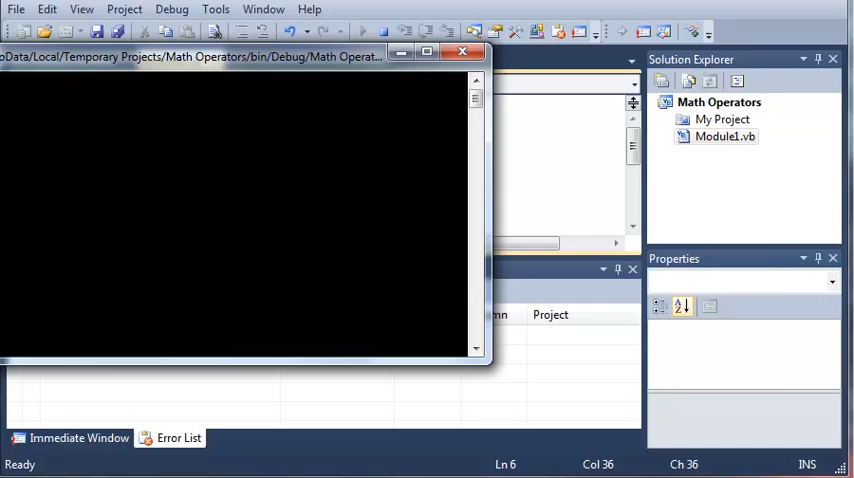 File Edit View Project Debug Tools Window Help
pData/Local/Temporary Projects/Math Operators/bin/Debug/Math Operat...
Solution Explorer
Math Operators
My Project
Module1.vb
Properties
mn Project
Immediate Window Error List
Ready Ln 6 Col 36 Ch 36 INS